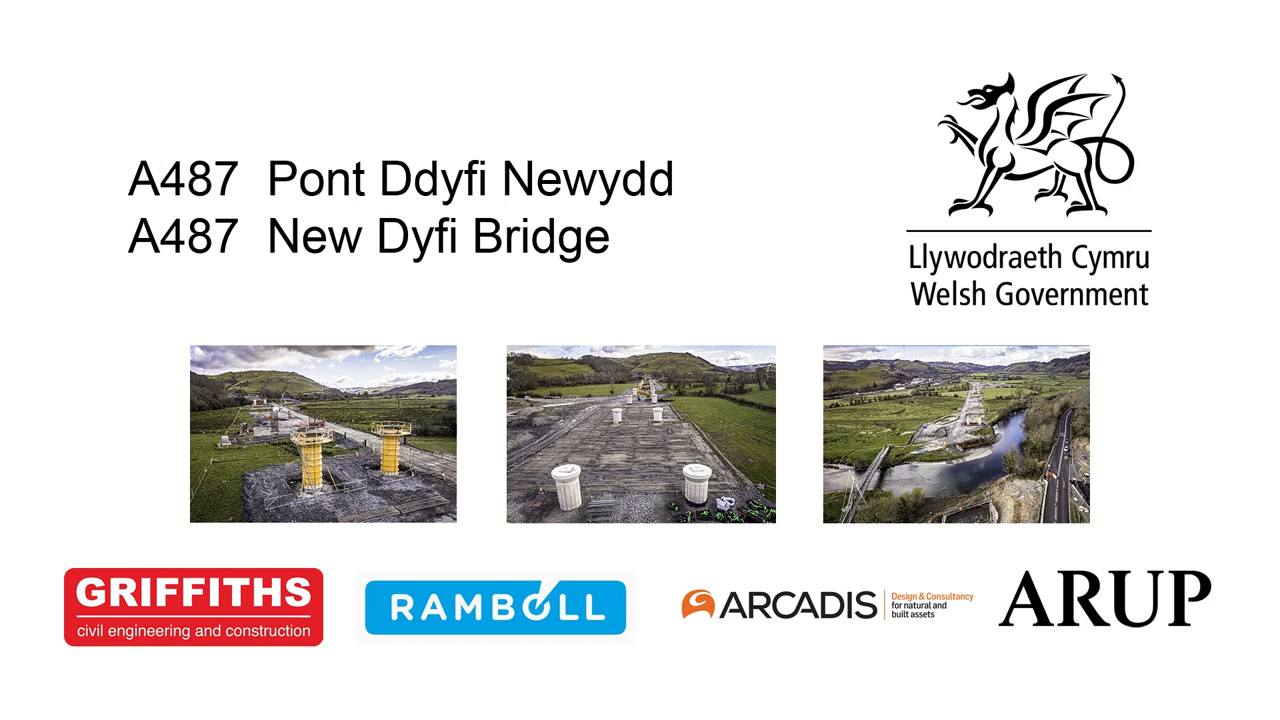 A487 Pont Ddyfi Newydd
A487 New Dyfi Bridge
Llywodraeth Cymru
Welsh Government
GRIFFITHS
civil engineering and construction
RAMBOLL
ARCADIS
Design & Consultancy
for natural and
built assets
ARUP